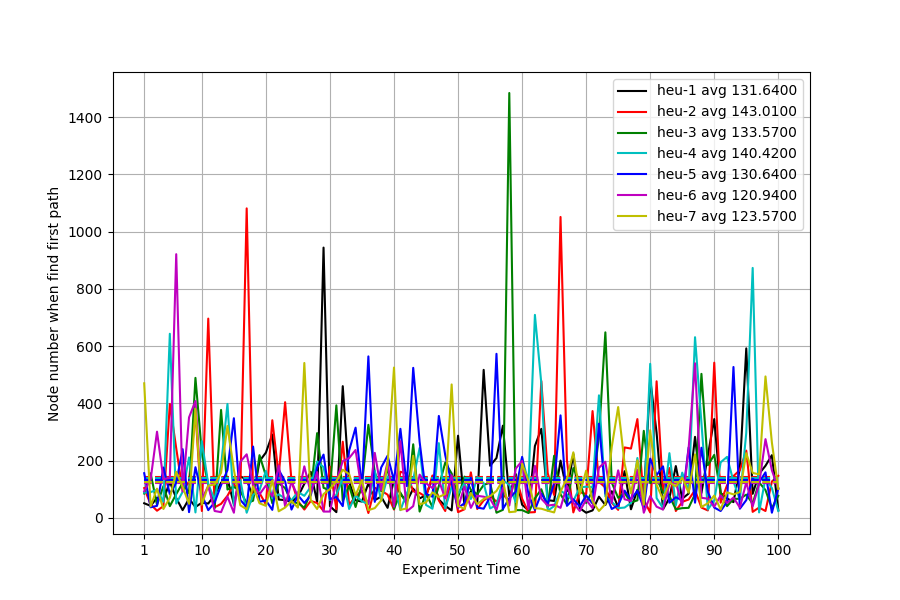 heu-1 avg 131.6400
heu-2 avg 143.0100
heu-3 avg 133.5700
heu-4 avg 140.4200
heu-5 avg 130.6400
heu-6 avg 120.9400
heu-7 avg 123.5700
Node number when find first path
1400
1200
1000
800
600
400
200
0
1 10 20 30 40 50 60 70 80 90 100
Experiment Time